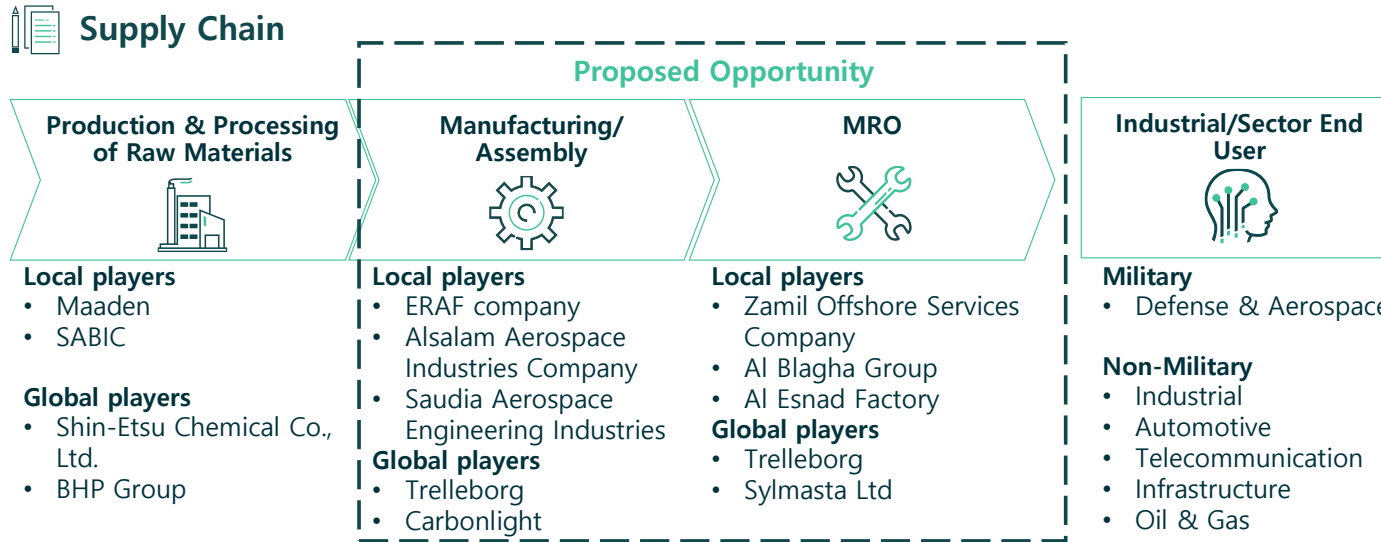 Supply Chain
Proposed Opportunity
Production & Processing
of Raw Materials
Local players
• Maaden
• SABIC
Global players
• Shin-Etsu Chemical Co.,
Ltd.
• BHP Group
Manufacturing/
Assembly
Local players
• ERAF company
• Alsalam Aerospace
Industries Company
• Saudia Aerospace
Engineering Industries
Global players
• Trelleborg
• Carbonlight
MRO
Local players
• Zamil Offshore Services
Company
• Al Blagha Group
• Al Esnad Factory
Global players
• Trelleborg
• Sylmasta Ltd
Industrial/Sector End
User
Military
• Defense & Aerospace
Non-Military
• Industrial
• Automotive
• Telecommunication
• Infrastructure
• Oil & Gas